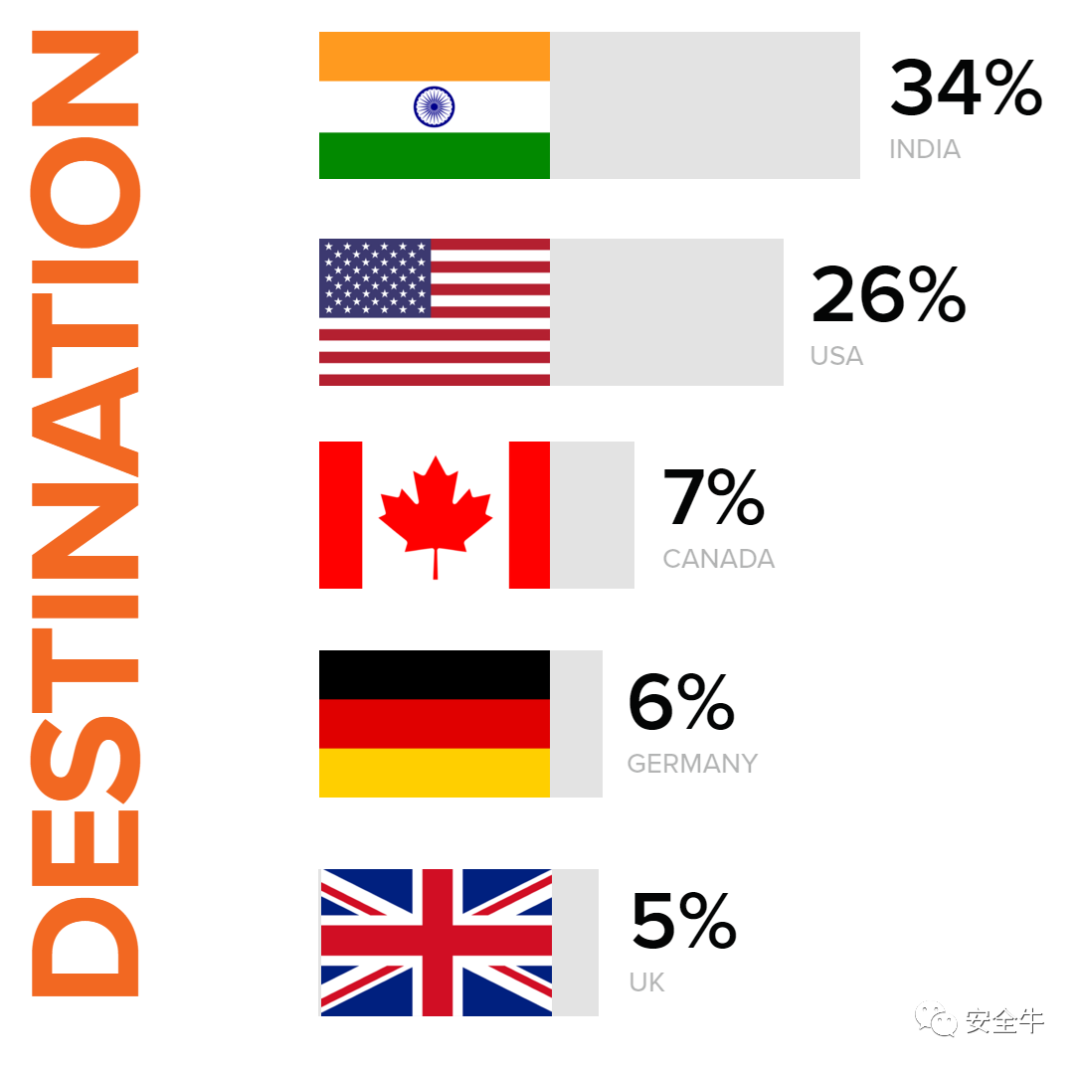 DESTINATION
34%
INDIA
26%
USA
7%
CANADA
6%
GERMANY
5%
UK
安全牛